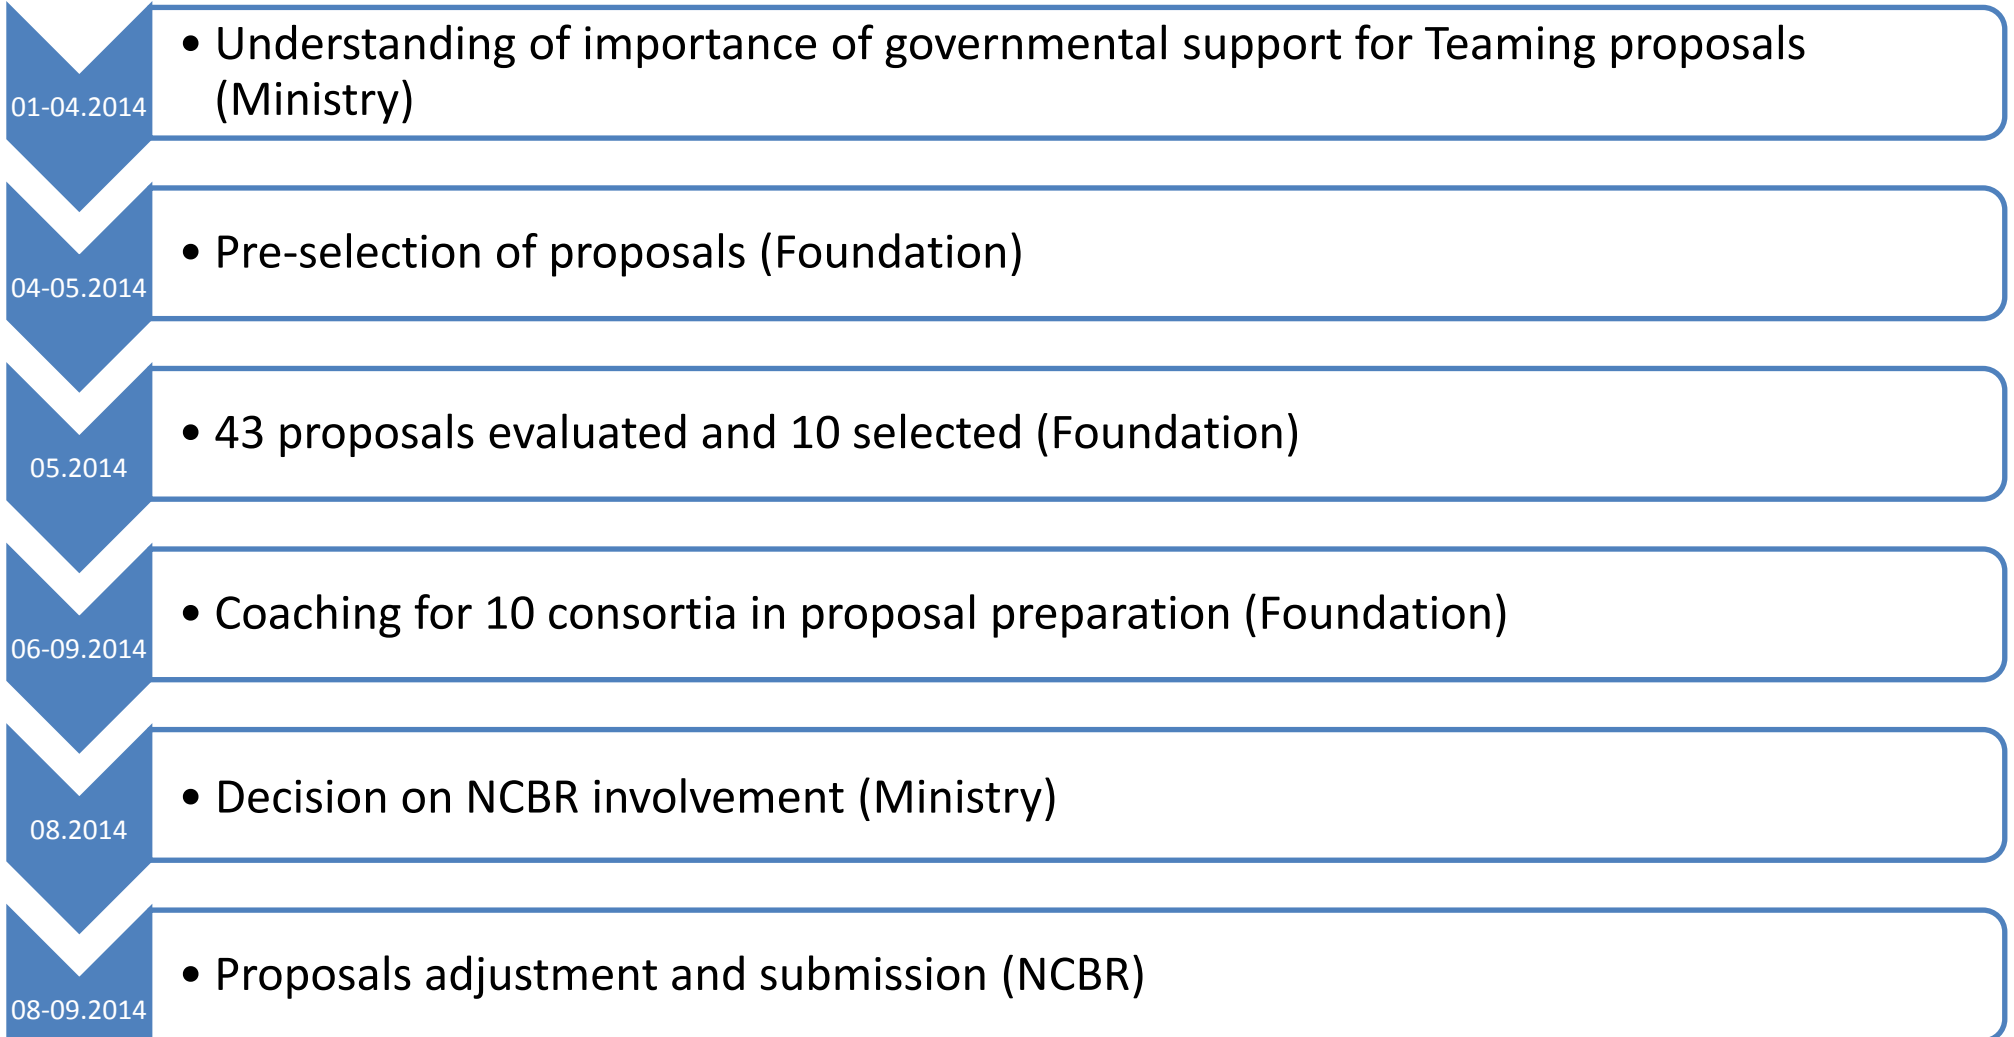 01-04.2014
• Understanding of importance of governmental support for Teaming proposals
(Ministry)
04-05.2014
• Pre-selection of proposals (Foundation)
05.2014
• 43 proposals evaluated and 10 selected (Foundation)
06-09.2014
• Coaching for 10 consortia in proposal preparation (Foundation)
08.2014
• Decision on NCBR involvement (Ministry)
08-09.2014
• Proposals adjustment and submission (NCBR)